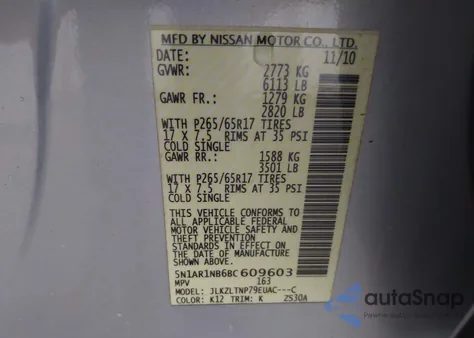 MFD BY NISSAN MOTOR CO., LTD.
DATE: 11/10
GVWR: 2773 KG
6113 LB
GAWR FR.: 1279 KG
2820 LB
WITH P265/65R17 TIRES
17 X 7.5 RIMS AT 35 PSI
COLD SINGLE
GAWR RR.: 1588 KG
3501 LB
WITH P265/65R17 TIRES
17 X 7.5 RIMS AT 35 PSI
COLD SINGLE
THIS VEHICLE CONFORMS TO
ALL APPLICABLE FEDERAL
MOTOR VEHICLE SAFETY AND
THEFT PREVENTION
STANDARDS IN EFFECT ON
THE DATE OF MANUFACTURE
SHOWN ABOVE.
5N1AR1NB6BC609603
MPV 163
MODEL: JLKZLTNP79EUAC---C
COLOR: K12 TRIM: K ZS30A
autoSnap